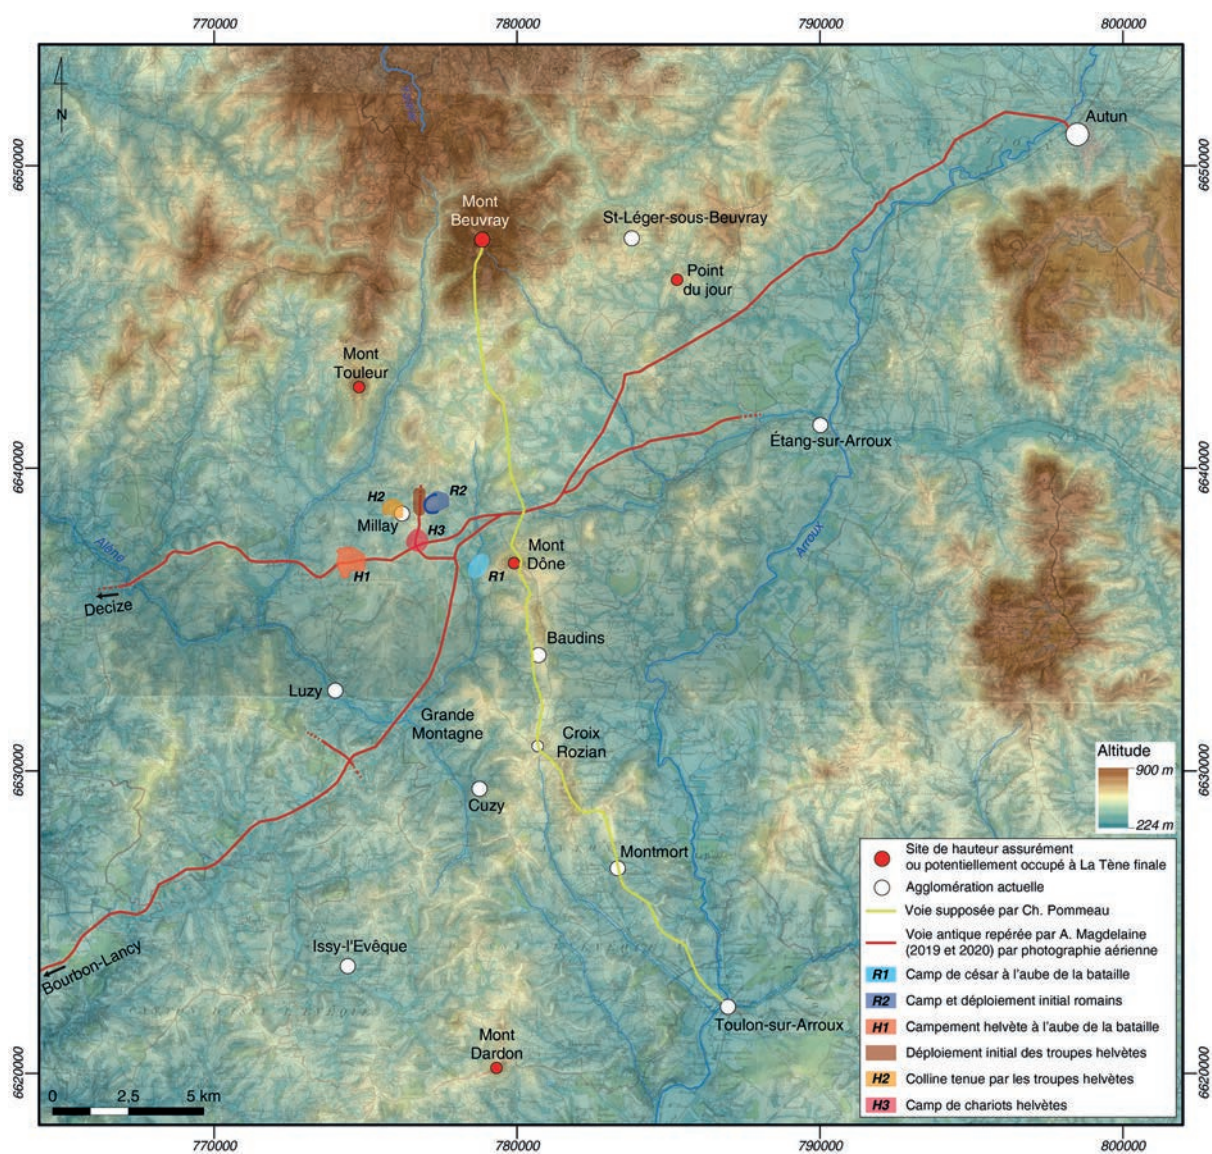 770000
780000
790000
800000
N
Autun
6650000
6650000
Mont
Beuvray
St-Léger-sous-Beuvray
Point
du jour
Mont
Touleur
Étang-sur-Arroux
6640000
6640000
H2
R2
Millay
H3
Alène
H1
R1
Mont
Dône
Arroux
Decize
Baudins
Luzy
Grande
Montagne
Croix
Rozian
6630000
6630000
Cuzy
Montmort
Altitude
900 m
224 m
Issy-l'Evêque
Bourbon-Lancy
Toulon-sur-Arroux
Mont
Dardon
6620000
6620000
0 2.5 5 km
Site de hauteur assurément
ou potentiellement occupé à La Tène finale
Agglomération actuelle
Voie supposée par Ch. Pommeau
Voie antique repérée par A. Magdelaine
(2019 et 2020) par photographie aérienne
R1 Camp de césar à l'aube de la bataille
R2 Camp et déploiement initial romains
H1 Campement helvète à l'aube de la bataille
Déploiement initial des troupes helvètes
H2 Colline tenue par les troupes helvètes
H3 Camp de chariots helvètes
770000
780000
790000
800000